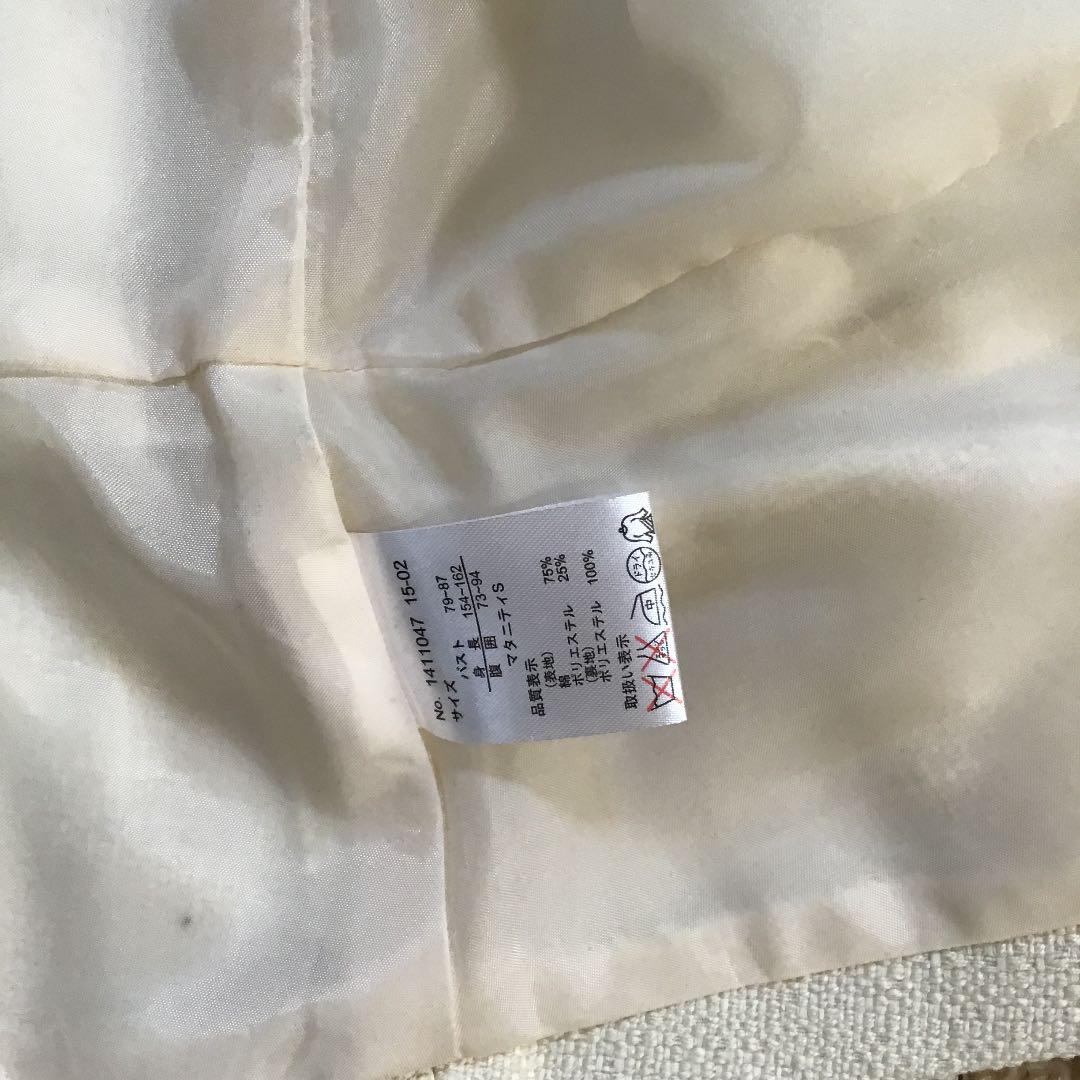 No. 1411047 15-02
サイズ バスト 79-87
身長 154-162
腹囲 73-94
マタニティS
品質表示
(表地)
綿 75%
ポリエステル 25%
(裏地)
ポリエステル 100%
取扱い表示
中
ドライ